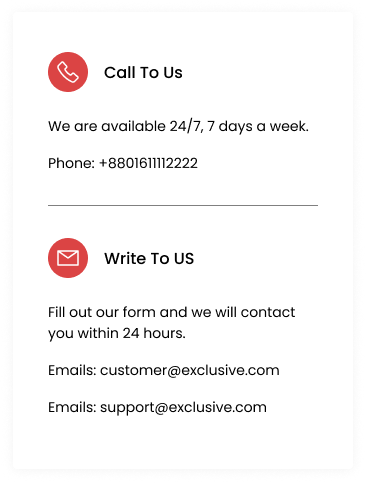 Call To Us
We are available 24/7, 7 days a week.
Phone: +8801611112222
Write To US
Fill out our form and we will contact
you within 24 hours.
Emails: customer@exclusive.com
Emails: support@exclusive.com